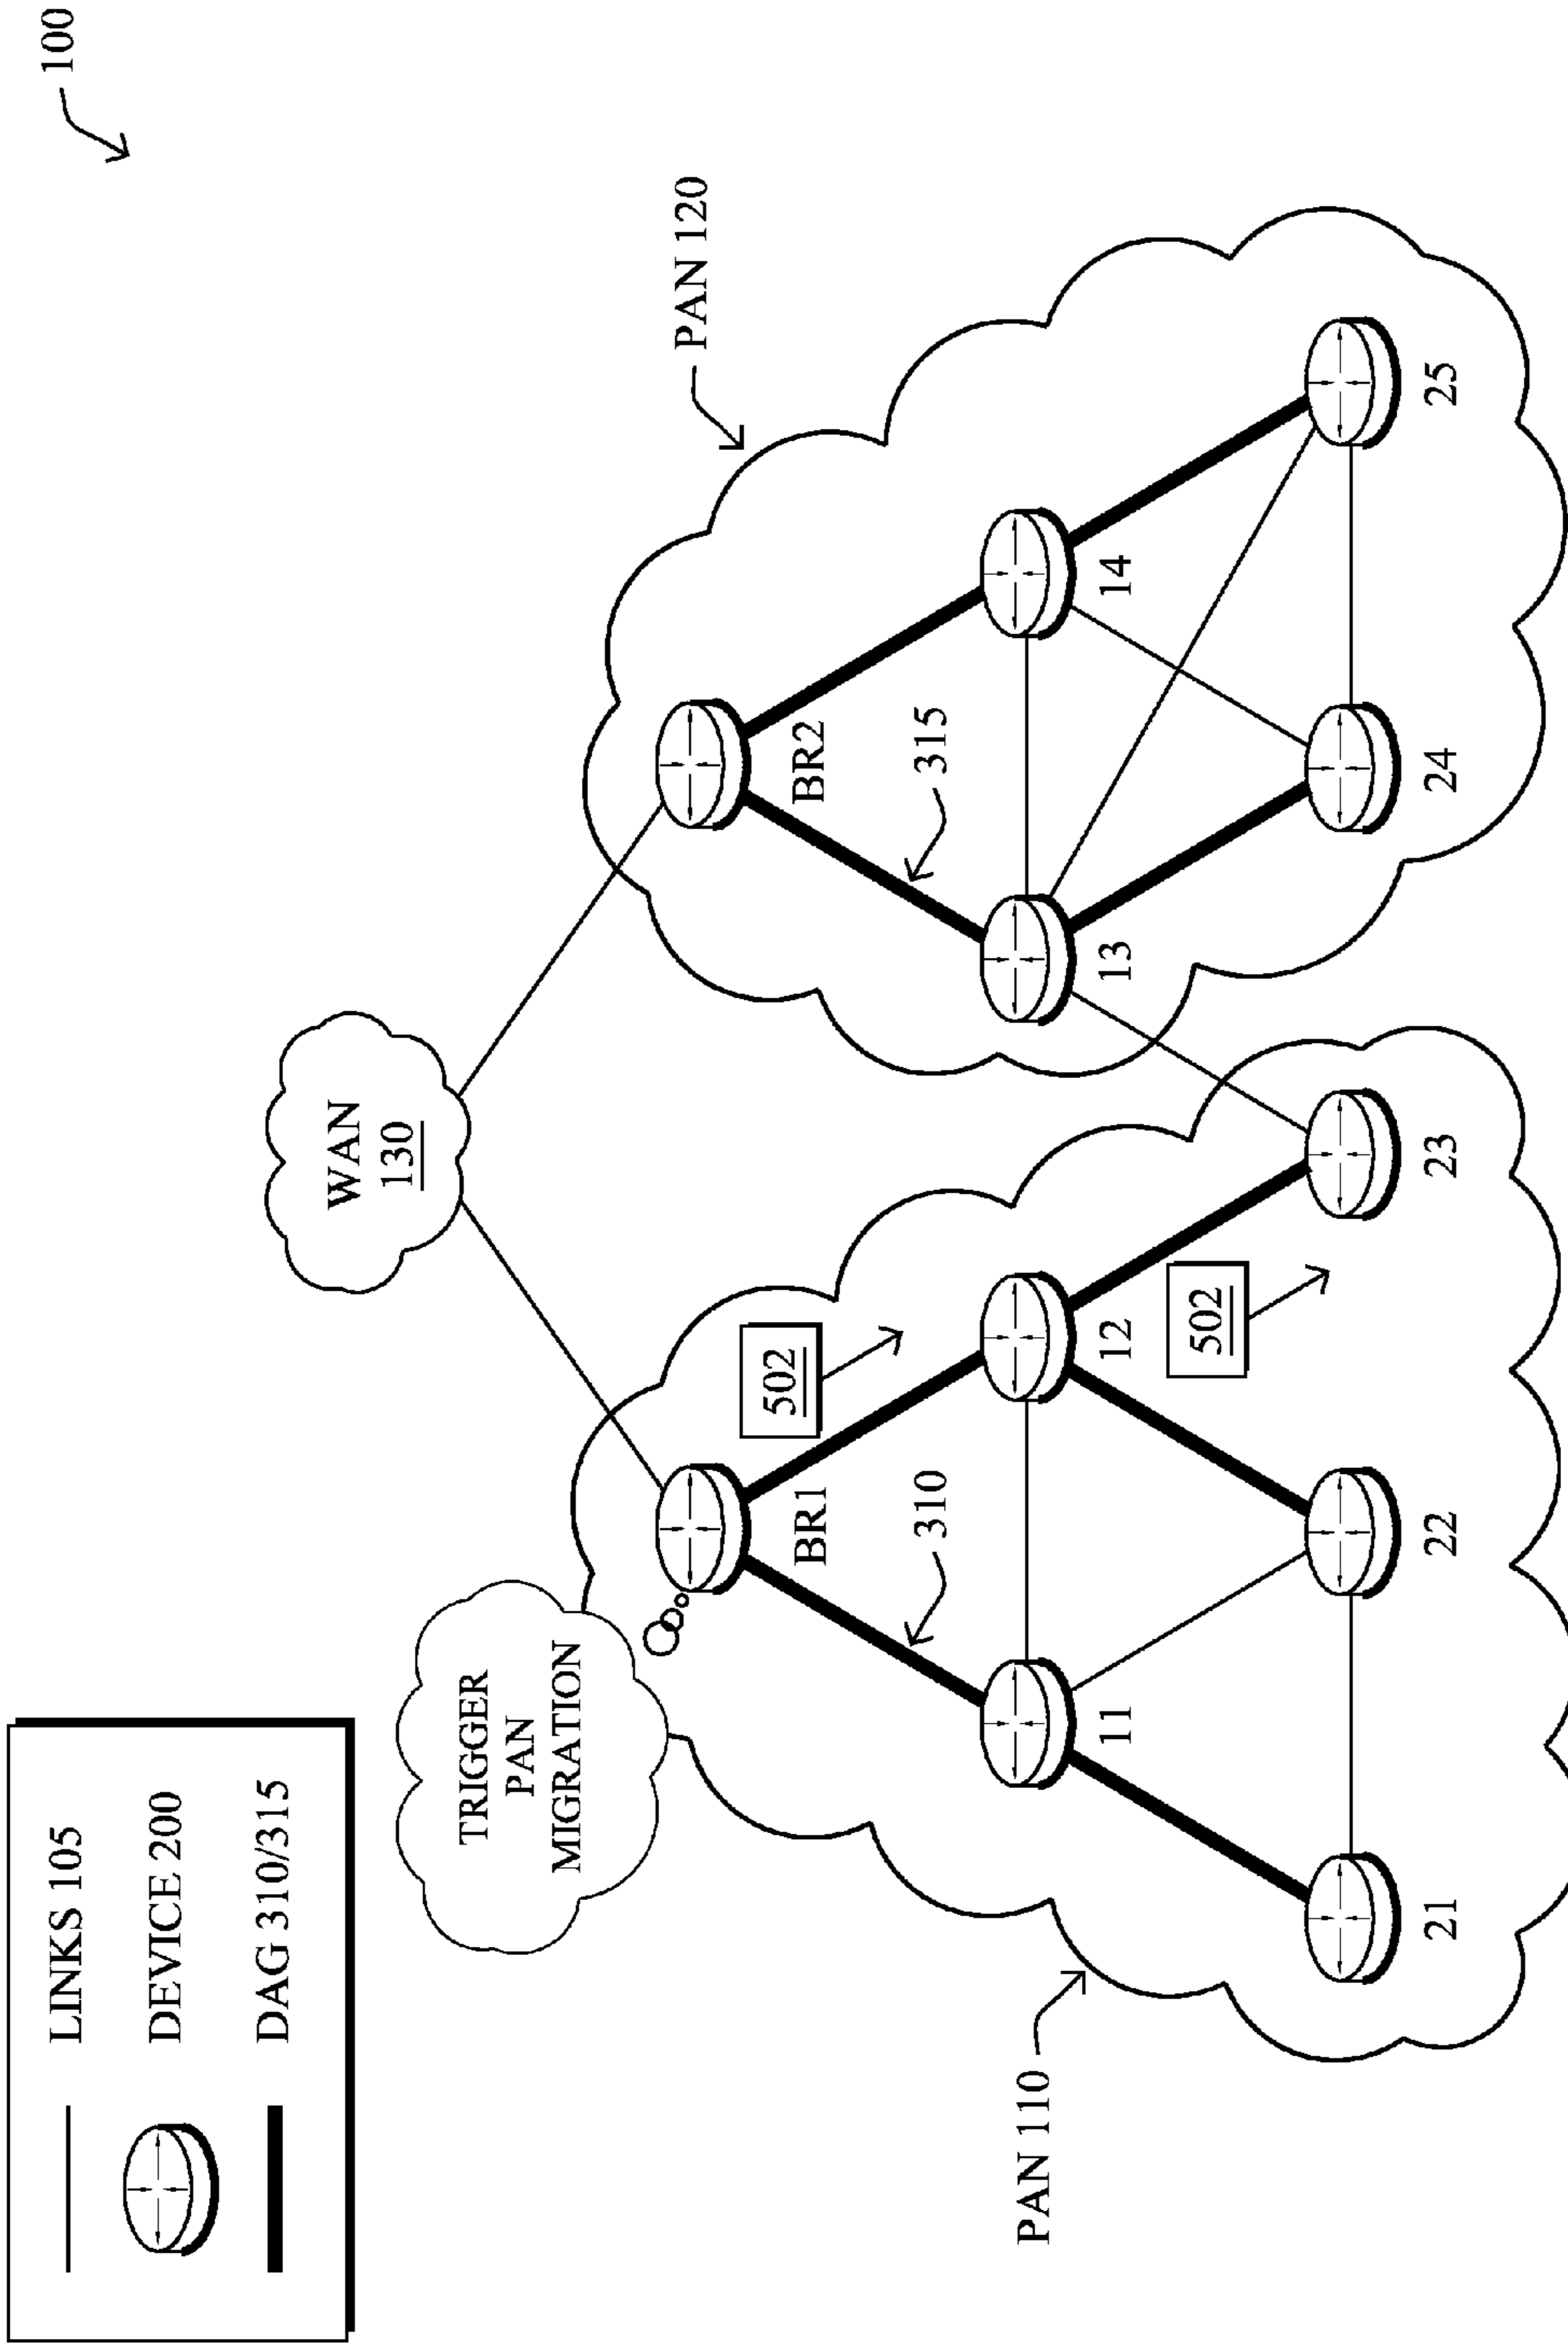 100
LINKS 105
DEVICE 200
DAG 310/315
WAN
130
TRIGGER
PAN
MIGRATION
PAN 120
BR1
BR2
502
310
315
PAN 110
11
12
13
14
502
21
22
23
24
25